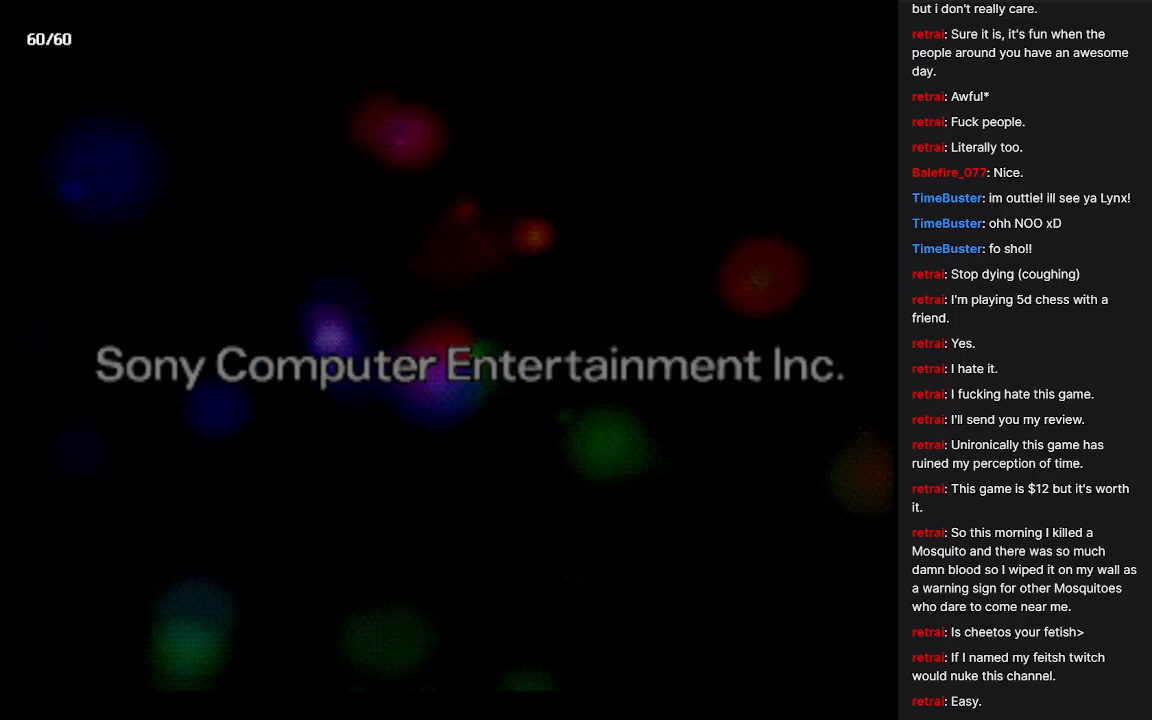 60/60
Sony Computer Entertainment Inc.
but i don't really care.
retrai: Sure it is, it's fun when the
people around you have an awesome
day.
retrai: Awful*
retrai: Fuck people.
retrai: Literally too.
Balefire_077: Nice.
TimeBuster: im outtie! ill see ya Lynx!
TimeBuster: ohh NOO xD
TimeBuster: fo sho!!
retrai: Stop dying (coughing)
retrai: I'm playing 5d chess with a
friend.
retrai: Yes.
retrai: I hate it.
retrai: I fucking hate this game.
retrai: I'll send you my review.
retrai: Unironically this game has
ruined my perception of time.
retrai: This game is $12 but it's worth
it.
retrai: So this morning I killed a
Mosquito and there was so much
damn blood so I wiped it on my wall as
a warning sign for other Mosquitoes
who dare to come near me.
retrai: Is cheetos your fetish>
retrai: If I named my feitsh twitch
would nuke this channel.
retrai: Easy.